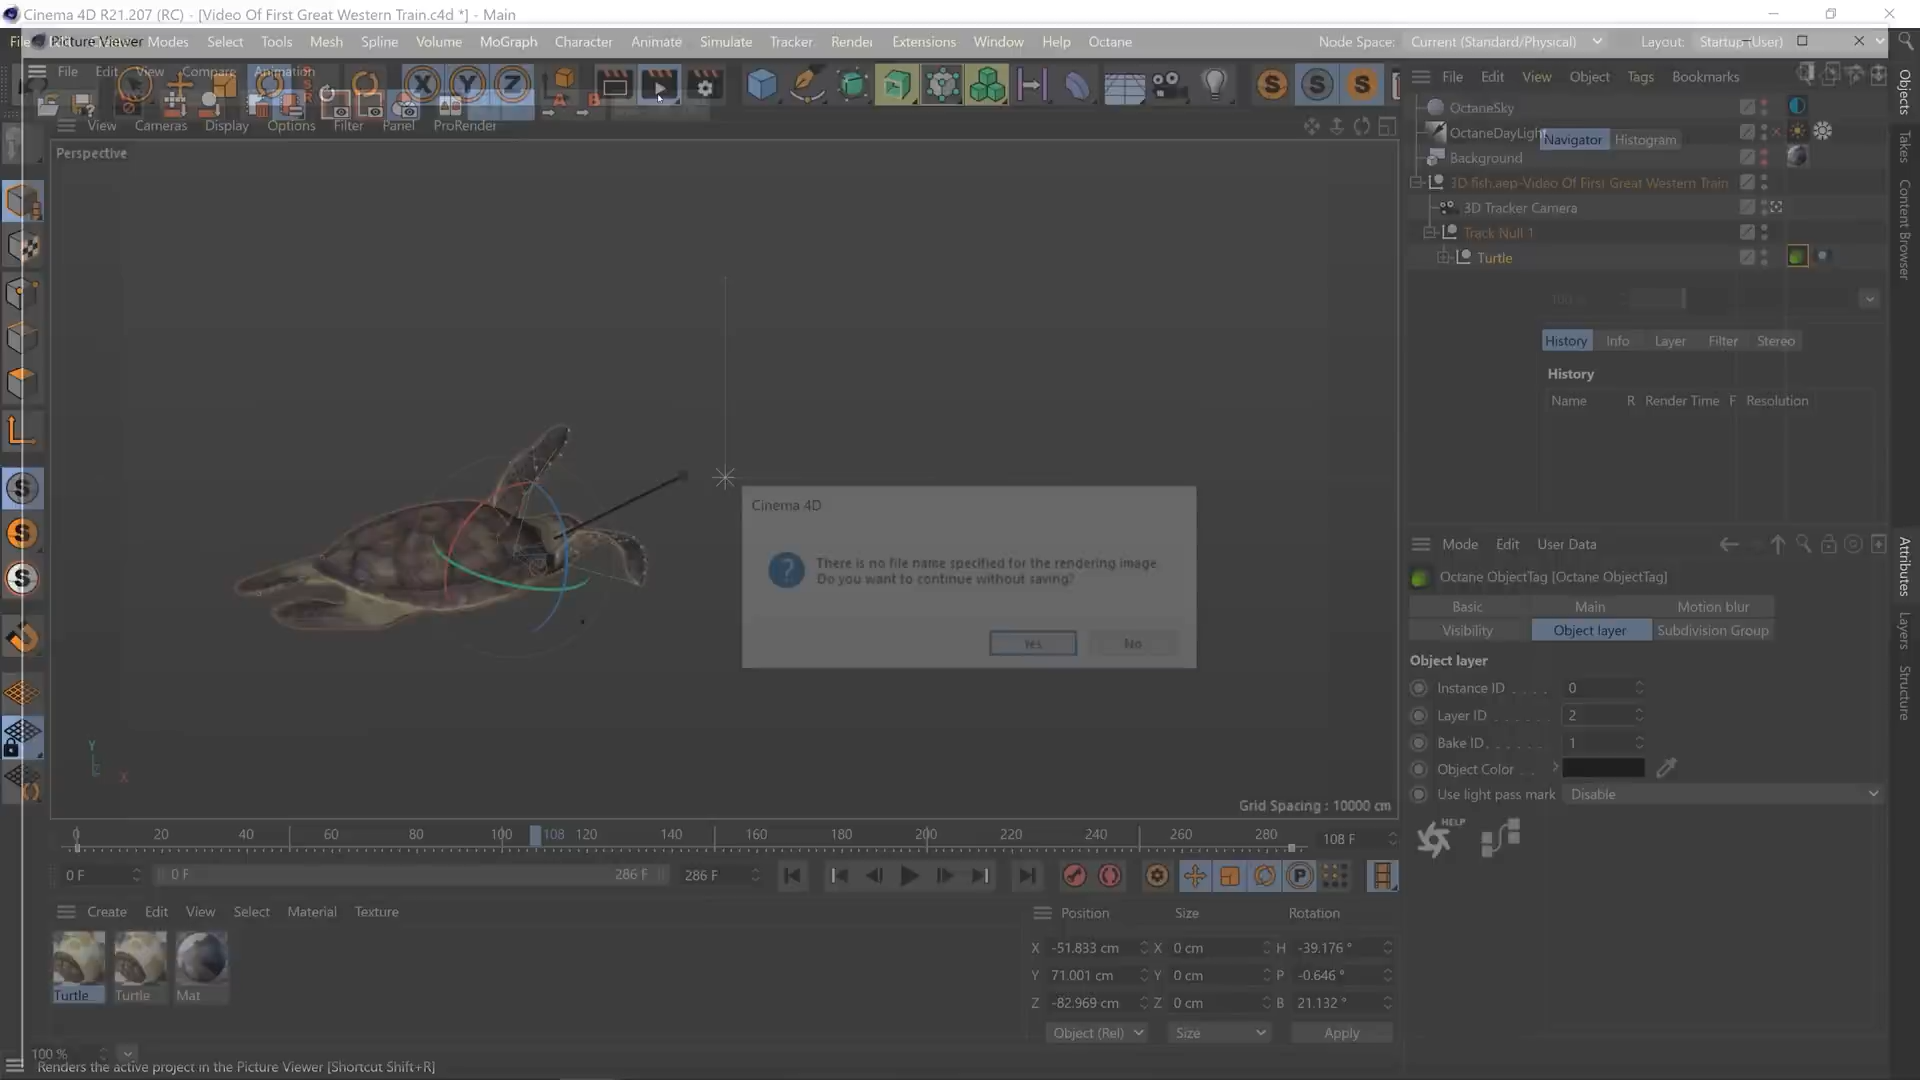 Cinema 4D R21.207 (RC) - [Video Of First Great Western Train.c4d *] - Main
File Modes Select Tools Mesh Spline Volume MoGraph Character Animate Simulate Tracker Render Extensions Window Help Octane Node Space: Current (Standard/Physical) Layout: Startup (User)
Picture Viewer
File Edit View Compare Animation
X Y Z
File Edit View Object Tags Bookmarks
View Cameras Display Options Filter Panel ProRender
Perspective
OctaneSky
OctaneDayLight
Navigator Histogram
Background
3D fish.aep-Video Of First Great Western Train
3D Tracker Camera
Track Null 1
Turtle
100 %
History Info Layer Filter Stereo
History
Name R Render Time F Resolution
Objects
Takes
Content Browser
Attributes
Layers
Structure
Cinema 4D
There is no file name specified for the rendering image.
Do you want to continue without saving?
Yes No
Mode Edit User Data
Octane ObjectTag [Octane ObjectTag]
Basic Main Motion blur
Visibility Object layer Subdivision Group
Object layer
Instance ID 0
Layer ID 2
Bake ID 1
Object Color
Use light pass mark Disable
HELP
Y
Z
X
Grid Spacing : 10000 cm
0 20 40 60 80 100 108 120 140 160 180 200 220 240 260 280 108 F
0 F 0 F 286 F 286 F
Create Edit View Select Material Texture
Turtle Turtle Mat
Position Size Rotation
X -51.833 cm X 0 cm H -39.176 °
Y 71.001 cm Y 0 cm P -0.646 °
Z -82.969 cm Z 0 cm B 21.132 °
Object (Rel) Size Apply
100 %
Renders the active project in the Picture Viewer [Shortcut Shift+R]